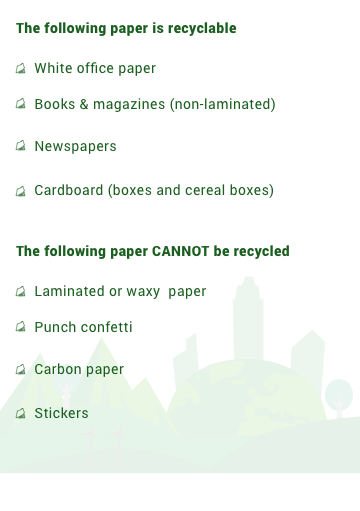 The following paper is recyclable
White office paper
Books & magazines (non-laminated)
Newspapers
Cardboard (boxes and cereal boxes)
The following paper CANNOT be recycled
Laminated or waxy  paper
Punch confetti
Carbon paper
Stickers